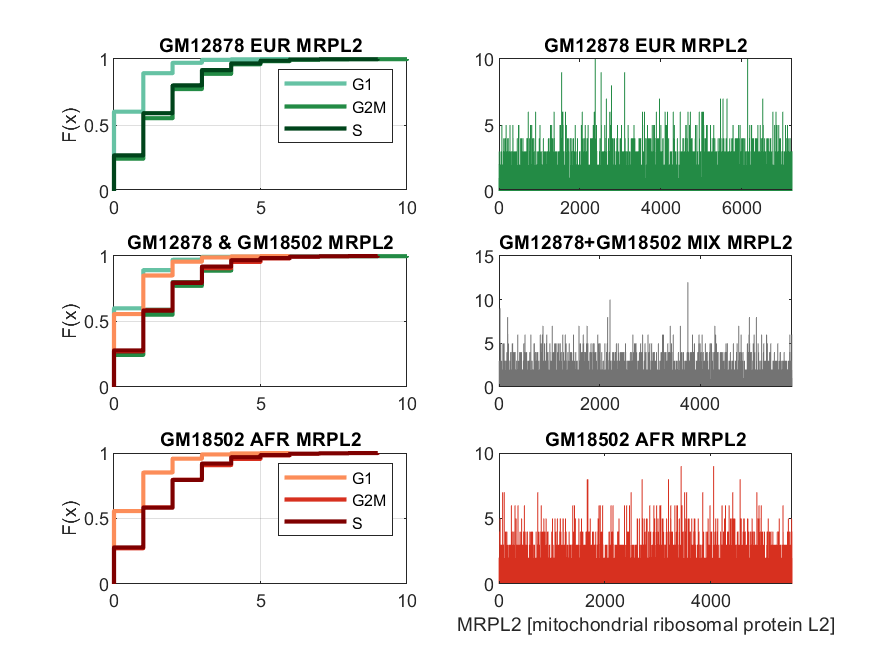 GM12878 EUR MRPL2
F(x)
1
0.5
0
0
5
10
G1
G2M
S
GM12878 EUR MRPL2
10
5
0
0
2000
4000
6000
GM12878 & GM18502 MRPL2
F(x)
1
0.5
0
0
5
10
GM12878+GM18502 MIX MRPL2
15
10
5
0
0
2000
4000
GM18502 AFR MRPL2
F(x)
1
0.5
0
0
5
10
G1
G2M
S
GM18502 AFR MRPL2
10
5
0
0
2000
4000
MRPL2 [mitochondrial ribosomal protein L2]